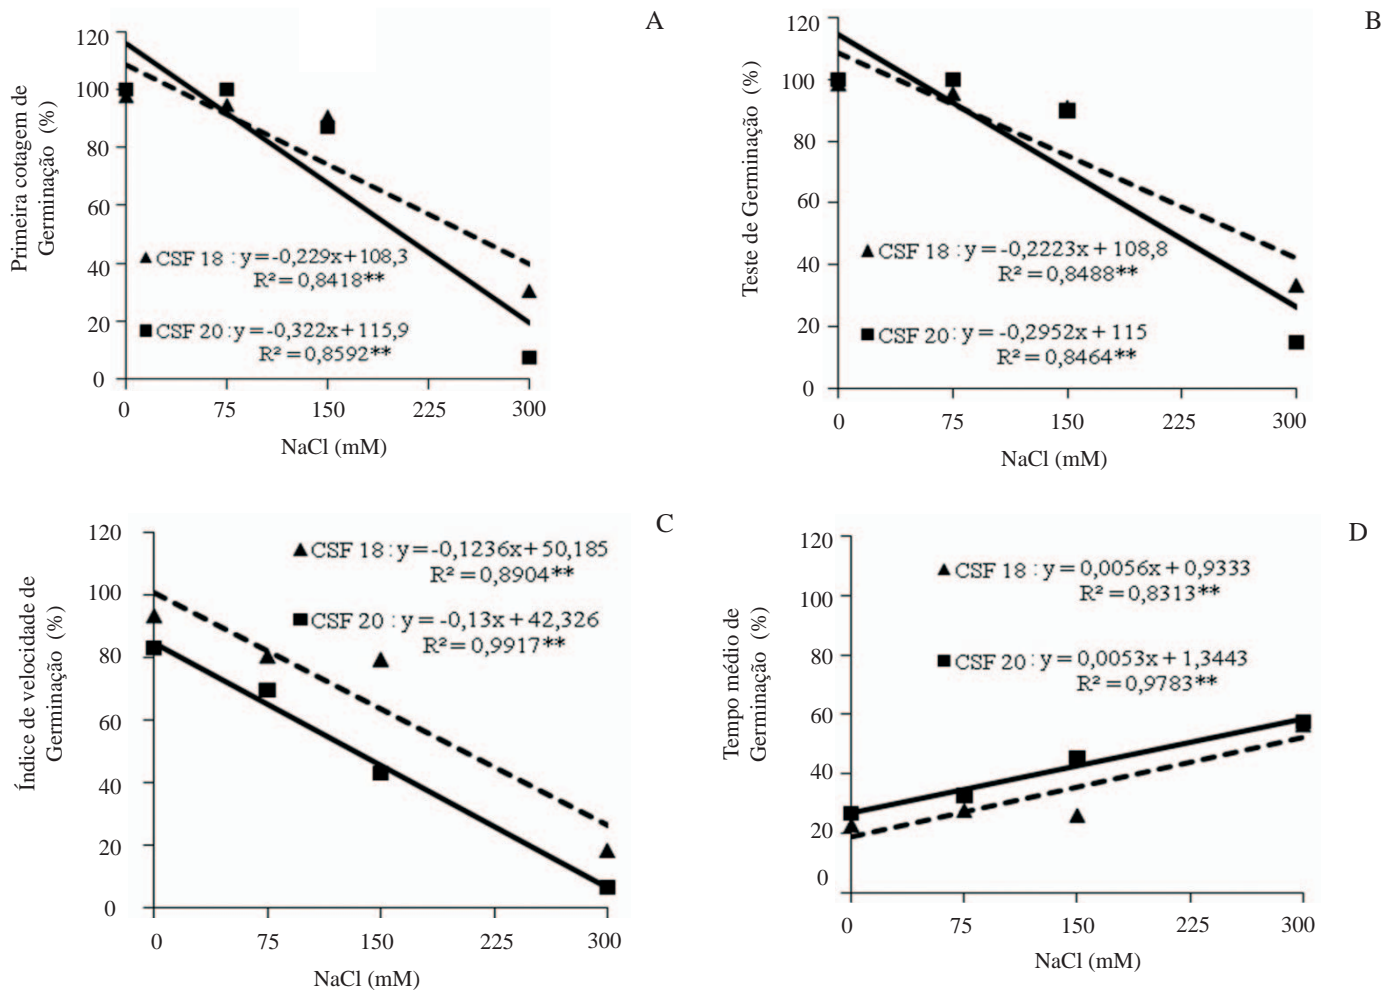 A
Primeira cotagem de
Germinação (%)
120
100
80
60
40
20
0
CSF 18 : y=-0,229x+108,3
R²=0,8418**
CSF 20 : y=-0,322x+115,9
R²=0,8592**
0 75 150 225 300
NaCl (mM)
B
Teste de Germinação (%)
120
100
80
60
40
20
0
CSF 18 : y=-0,2223x+108,8
R²=0,8488**
CSF 20 : y=-0,2952x+115
R²=0,8464**
0 75 150 225 300
NaCl (mM)
C
Índice de velocidade de
Germinação (%)
120
100
80
60
40
20
0
CSF 18 : y=-0,1236x+50,185
R²=0,8904**
CSF 20 : y=-0,13x+42,326
R²=0,9917**
0 75 150 225 300
NaCl (mM)
D
Tempo médio de
Germinação (%)
120
100
80
60
40
20
0
CSF 18 : y=0,0056x+0,9333
R²=0,8313**
CSF 20 : y=0,0053x+1,3443
R²=0,9783**
0 75 150 225 300
NaCl (mM)